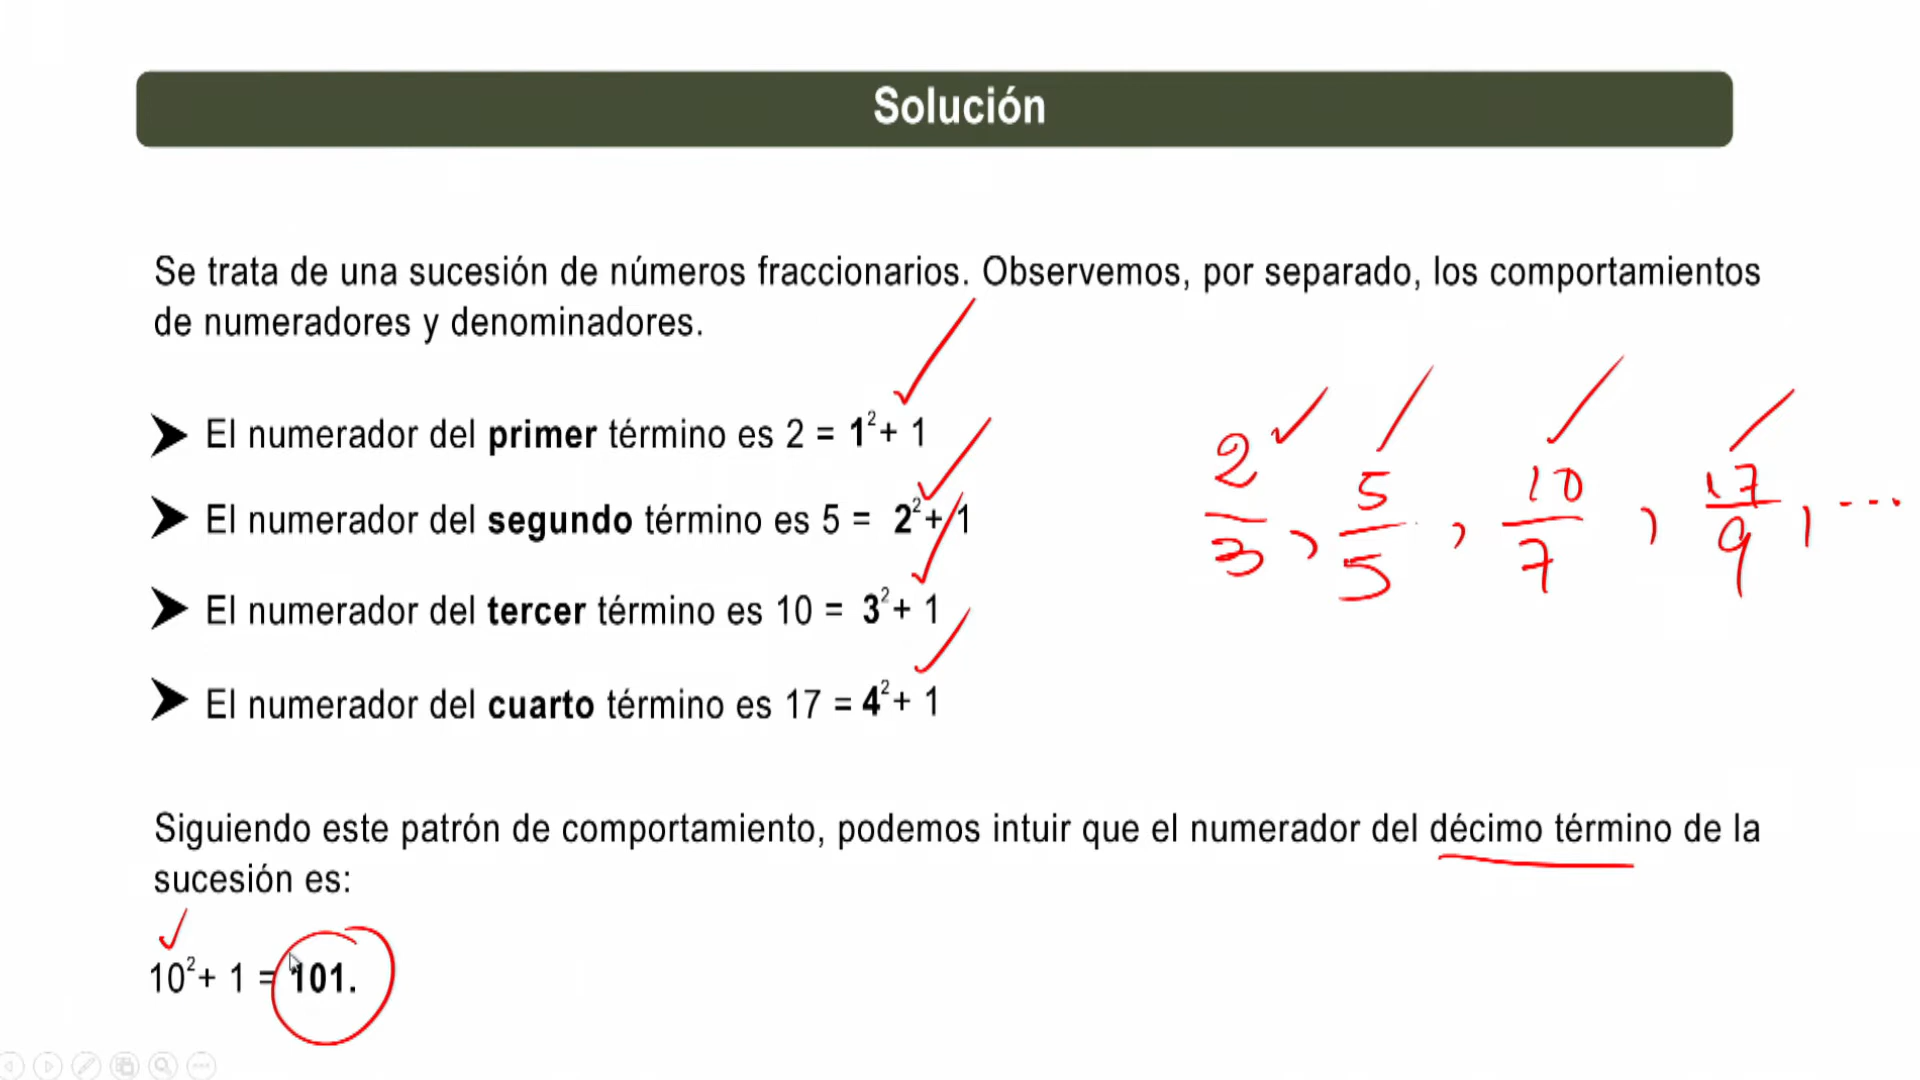 Solución
Se trata de una sucesión de números fraccionarios. Observemos, por separado, los comportamientos
de numeradores y denominadores.
El numerador del primer término es 2 = 1²+ 1
El numerador del segundo término es 5 = 2²+ 1
El numerador del tercer término es 10 = 3²+ 1
El numerador del cuarto término es 17 = 4²+ 1
2/3, 5/5, 10/7, 17/9, ...
Siguiendo este patrón de comportamiento, podemos intuir que el numerador del décimo término de la
sucesión es:
10²+ 1 = 101.